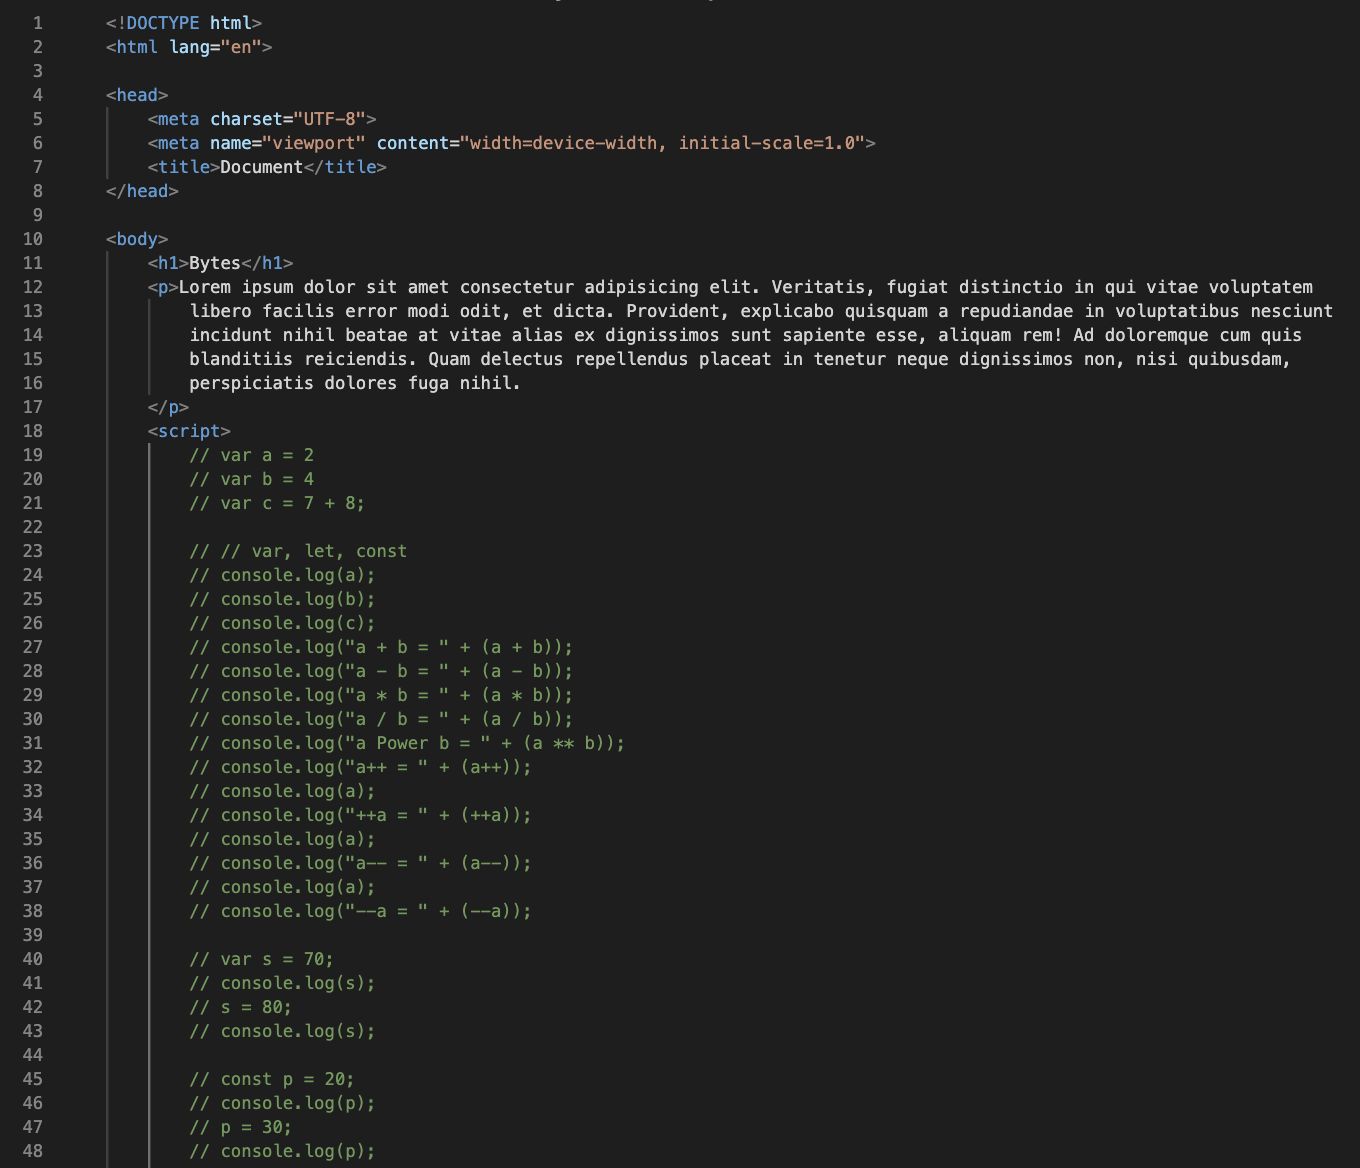 1 <!DOCTYPE html>
2 <html lang="en">
3
4 <head>
5 <meta charset="UTF-8">
6 <meta name="viewport" content="width=device-width, initial-scale=1.0">
7 <title>Document</title>
8 </head>
9
10 <body>
11 <h1>Bytes</h1>
12 <p>Lorem ipsum dolor sit amet consectetur adipisicing elit. Veritatis, fugiat distinctio in qui vitae voluptatem
13 libero facilis error modi odit, et dicta. Provident, explicabo quisquam a repudiandae in voluptatibus nesciunt
14 incidunt nihil beatae at vitae alias ex dignissimos sunt sapiente esse, aliquam rem! Ad doloremque cum quis
15 blanditiis reiciendis. Quam delectus repellendus placeat in tenetur neque dignissimos non, nisi quibusdam,
16 perspiciatis dolores fuga nihil.
17 </p>
18 <script>
19 // var a = 2
20 // var b = 4
21 // var c = 7 + 8;
22
23 // // var, let, const
24 // console.log(a);
25 // console.log(b);
26 // console.log(c);
27 // console.log("a + b = " + (a + b));
28 // console.log("a - b = " + (a - b));
29 // console.log("a * b = " + (a * b));
30 // console.log("a / b = " + (a / b));
31 // console.log("a Power b = " + (a ** b));
32 // console.log("a++ = " + (a++));
33 // console.log(a);
34 // console.log("++a = " + (++a));
35 // console.log(a);
36 // console.log("a-- = " + (a--));
37 // console.log(a);
38 // console.log("--a = " + (--a));
39
40 // var s = 70;
41 // console.log(s);
42 // s = 80;
43 // console.log(s);
44
45 // const p = 20;
46 // console.log(p);
47 // p = 30;
48 // console.log(p);